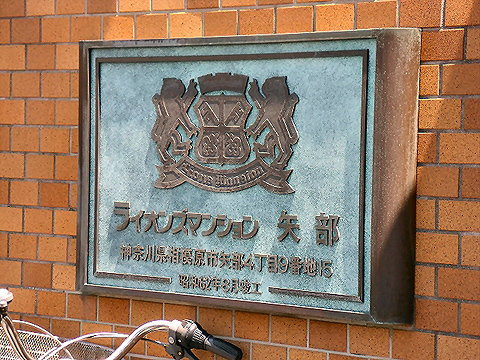 Lions Mansion
ライオンズマンション 矢部
神奈川県相模原市矢部4丁目9番地15
昭和62年3月竣工